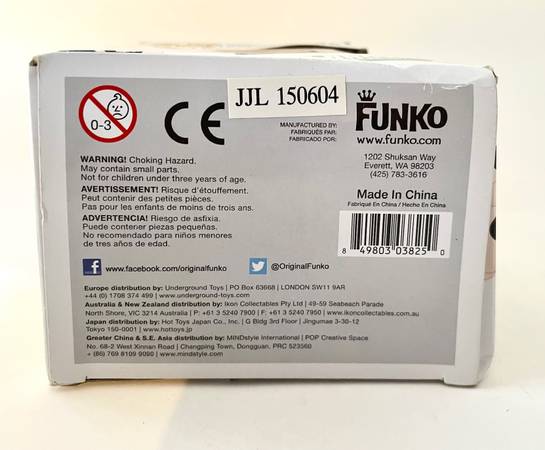 0-3
CE
JJL 150604
MANUFACTURED BY:
FABRIQUÉS PAR:
FABRICADO POR:
FUNKO
www.funko.com
1202 Shuksan Way
Everett, WA 98203
(425) 783-3616
WARNING! Choking Hazard.
May contain small parts.
Not for children under three years of age.
AVERTISSEMENT! Risque d'étouffement.
Peut contenir des petites pièces.
Pas pour les enfants de moins de trois ans.
ADVERTENCIA! Riesgo de asfixia.
Puede contener piezas pequeñas.
No recomendado para niños menores
de tres años de edad.
Made In China
Fabriqué En China / Hecho En China
8 49803 03825 0
f www.facebook.com/originalfunko
@OriginalFunko
Europe distribution by: Underground Toys | PO Box 63668 | LONDON SW11 9AR
+44 (0) 1708 374 499 | www.underground-toys.com
Australia & New Zealand distribution by: Ikon Collectables Pty Ltd | 49-59 Seabeach Parade
North Shore, VIC 3214 Australia | P: +61 3 5240 7900 | F: +61 3 5240 7950 | www.ikoncollectables.com.au
Japan distribution by: Hot Toys Japan Co., Inc. | G Bldg 3rd Floor | Jingumae 3-30-12
Tokyo 150-0001 | www.hottoys.jp
Greater China & S.E. Asia distribution by: MINDstyle International | POP Creative Space
No. 68-2 West Xinnan Road | Changping Town, Dongguan, PRC 523560
+ (86) 769 8109 9090 | www.mindstyle.com